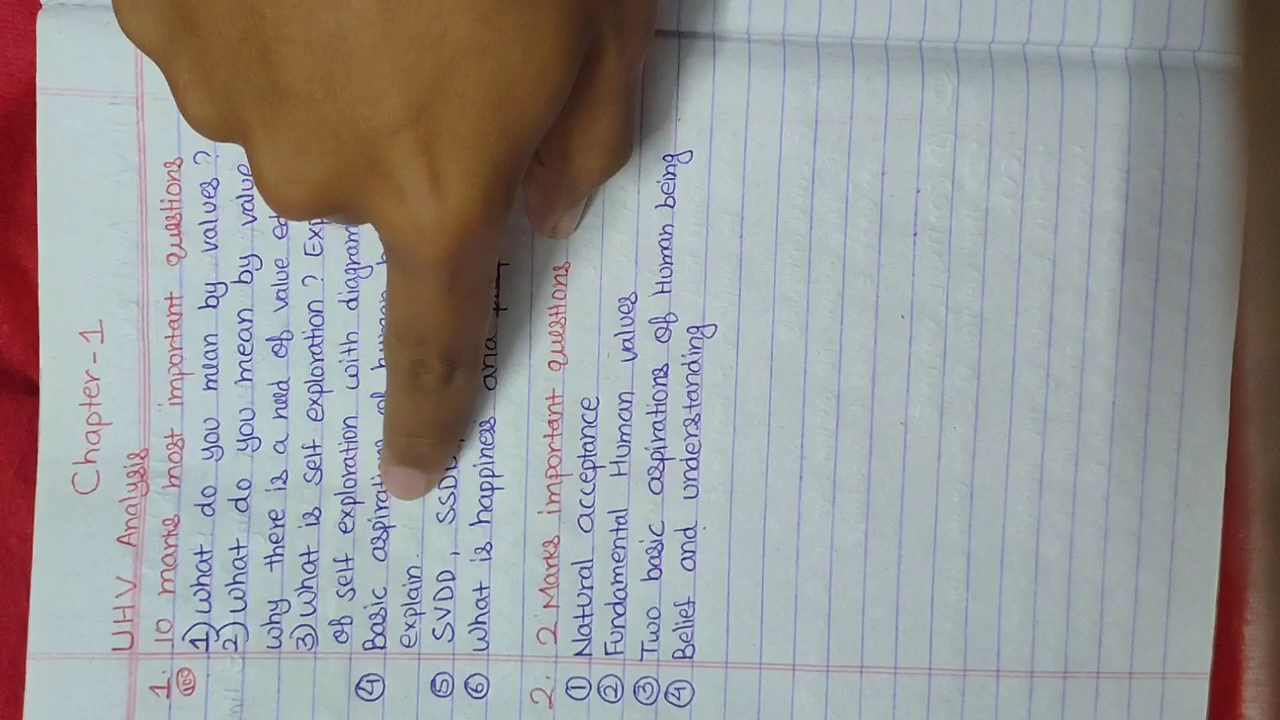 Chapter-1
UHV Analysis
1. 10 marks most important questions
100
1) what do you mean by values?
2) what do you mean by value
why there is a need of value
3) What is self exploration?
of self exploration with diagram
④ Basic
explain.
⑤ SVDD,
⑥ What is happiness and
2. 2 Marks important questions
① Natural acceptance
② Fundamental Human values
③ Two basic aspirations of Human being
④ Belief and understanding